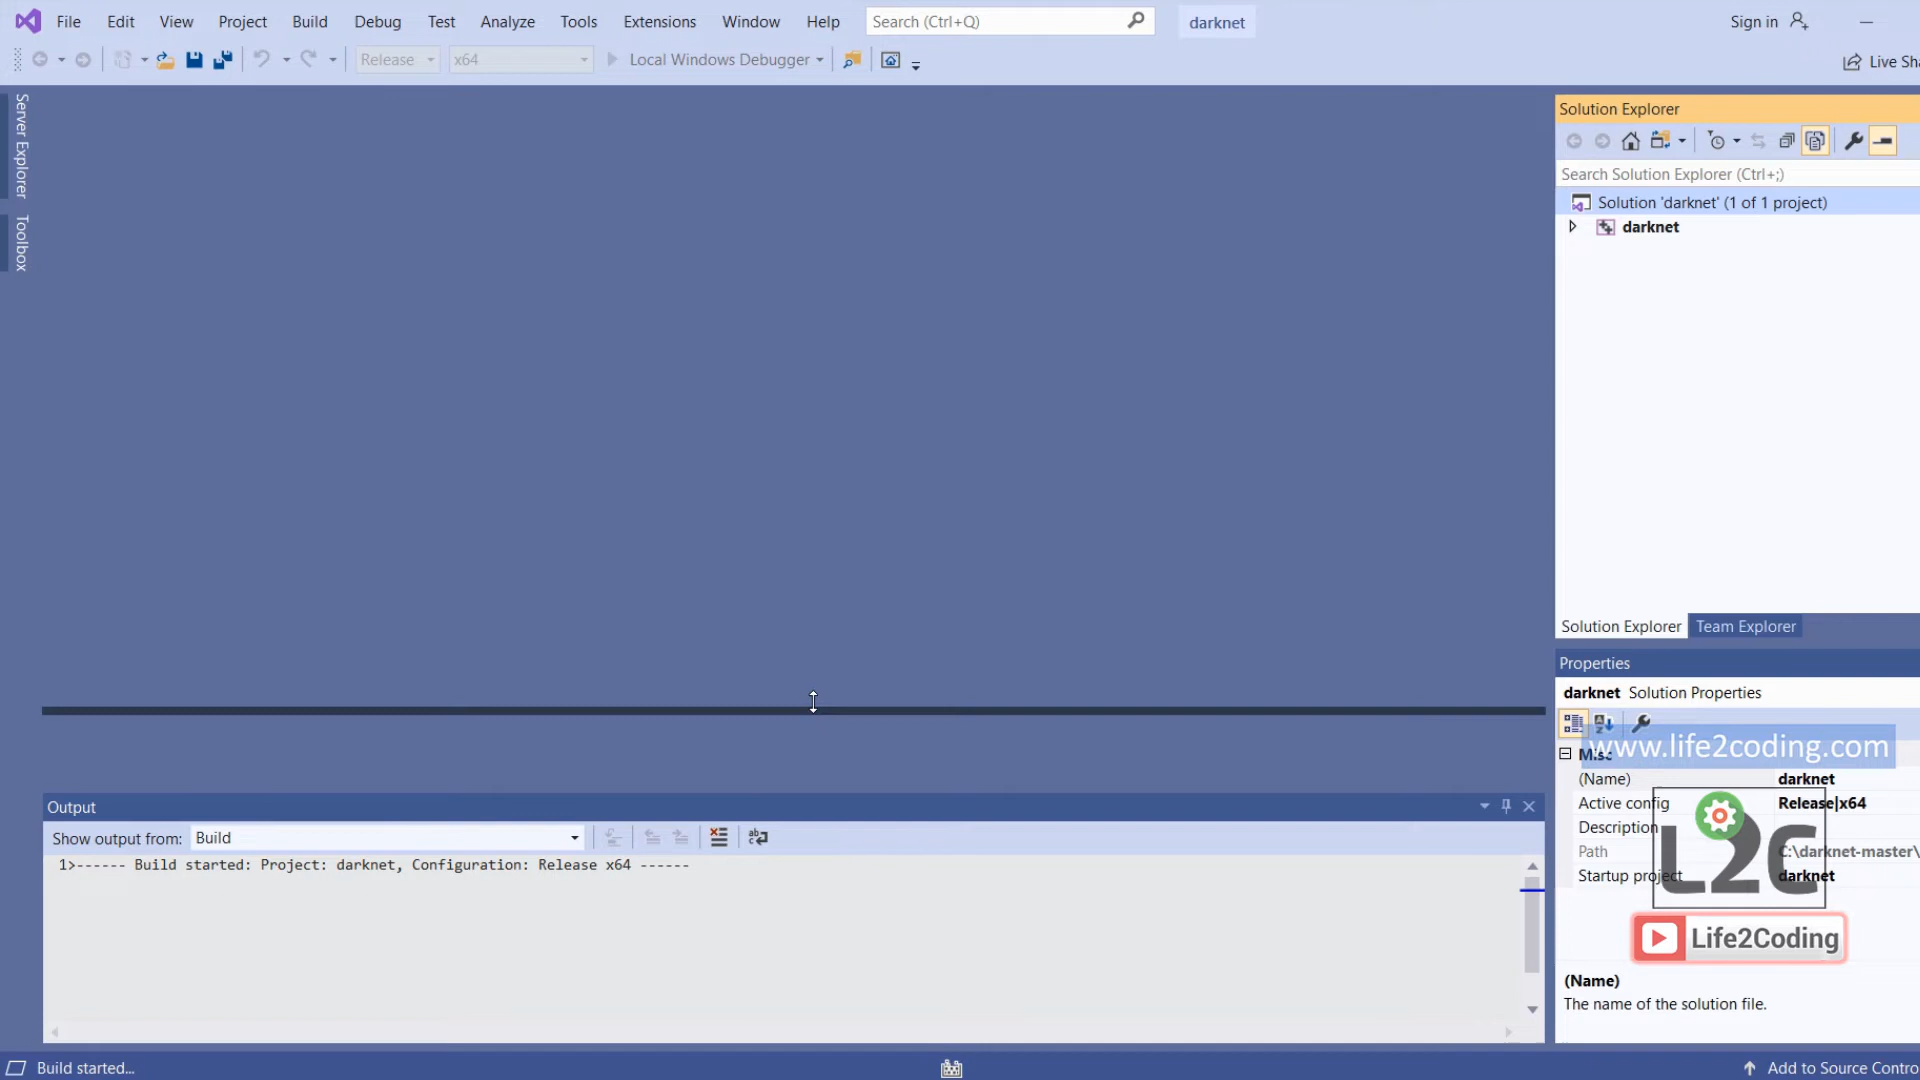 File Edit View Project Build Debug Test Analyze Tools Extensions Window Help Search (Ctrl+Q) darknet Sign in
Release x64 Local Windows Debugger Live Sha
Server Explorer
Toolbox
Solution Explorer
Search Solution Explorer (Ctrl+;)
Solution 'darknet' (1 of 1 project)
darknet
Solution Explorer Team Explorer
Properties
darknet Solution Properties
www.life2coding.com
Misc
(Name) darknet
Active config Release|x64
Description
Path C:\darknet-master\
Startup project darknet
L2C
Life2Coding
(Name)
The name of the solution file.
Output
Show output from: Build
1>------ Build started: Project: darknet, Configuration: Release x64 ------
Build started... Add to Source Contro